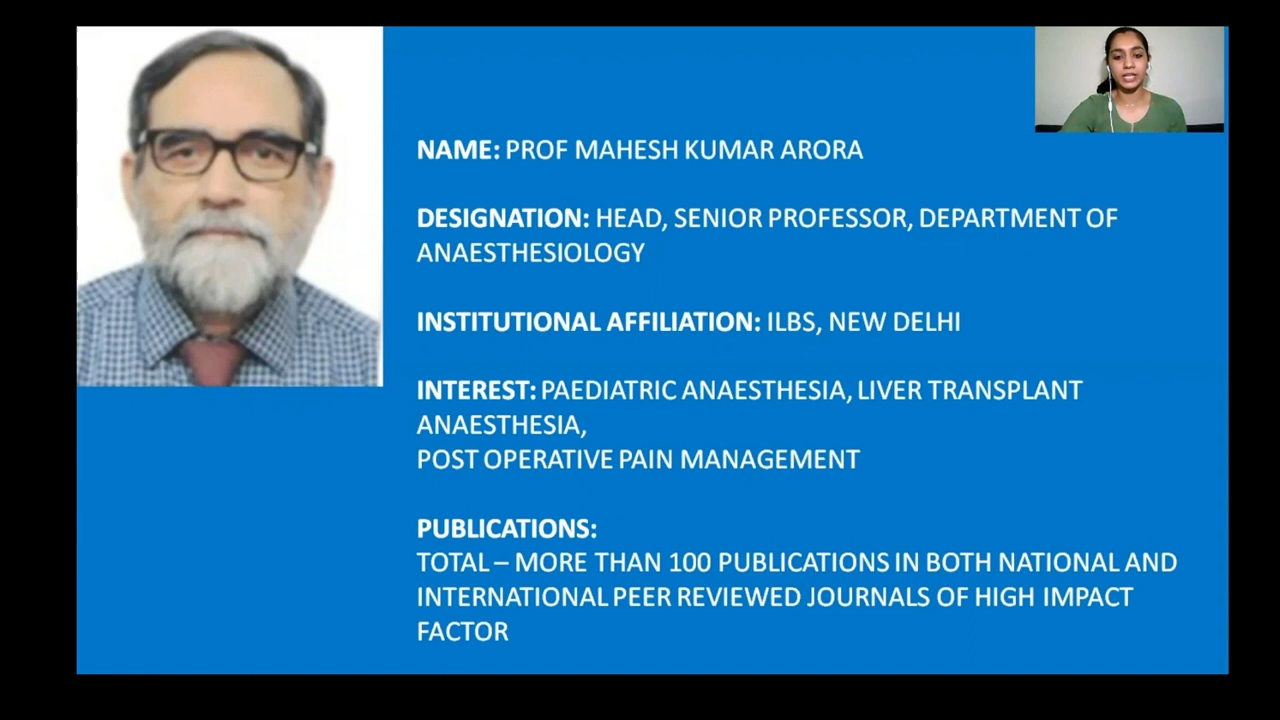 NAME: PROF MAHESH KUMAR ARORA
DESIGNATION: HEAD, SENIOR PROFESSOR, DEPARTMENT OF
ANAESTHESIOLOGY
INSTITUTIONAL AFFILIATION: ILBS, NEW DELHI
INTEREST: PAEDIATRIC ANAESTHESIA, LIVER TRANSPLANT
ANAESTHESIA,
POST OPERATIVE PAIN MANAGEMENT
PUBLICATIONS:
TOTAL – MORE THAN 100 PUBLICATIONS IN BOTH NATIONAL AND
INTERNATIONAL PEER REVIEWED JOURNALS OF HIGH IMPACT
FACTOR